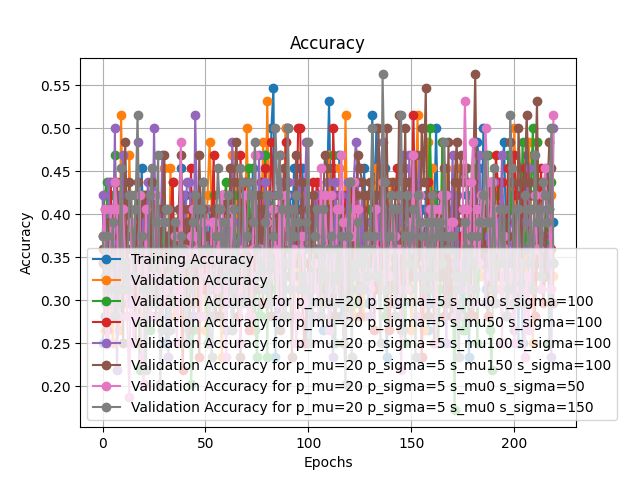 Accuracy
0.55
0.50
0.45
0.40
0.35
0.30
0.25
0.20
Accuracy
Training Accuracy
Validation Accuracy
Validation Accuracy for p_mu=20 p_sigma=5 s_mu0 s_sigma=100
Validation Accuracy for p_mu=20 p_sigma=5 s_mu50 s_sigma=100
Validation Accuracy for p_mu=20 p_sigma=5 s_mu100 s_sigma=100
Validation Accuracy for p_mu=20 p_sigma=5 s_mu150 s_sigma=100
Validation Accuracy for p_mu=20 p_sigma=5 s_mu0 s_sigma=50
Validation Accuracy for p_mu=20 p_sigma=5 s_mu0 s_sigma=150
0 50 100 150 200
Epochs